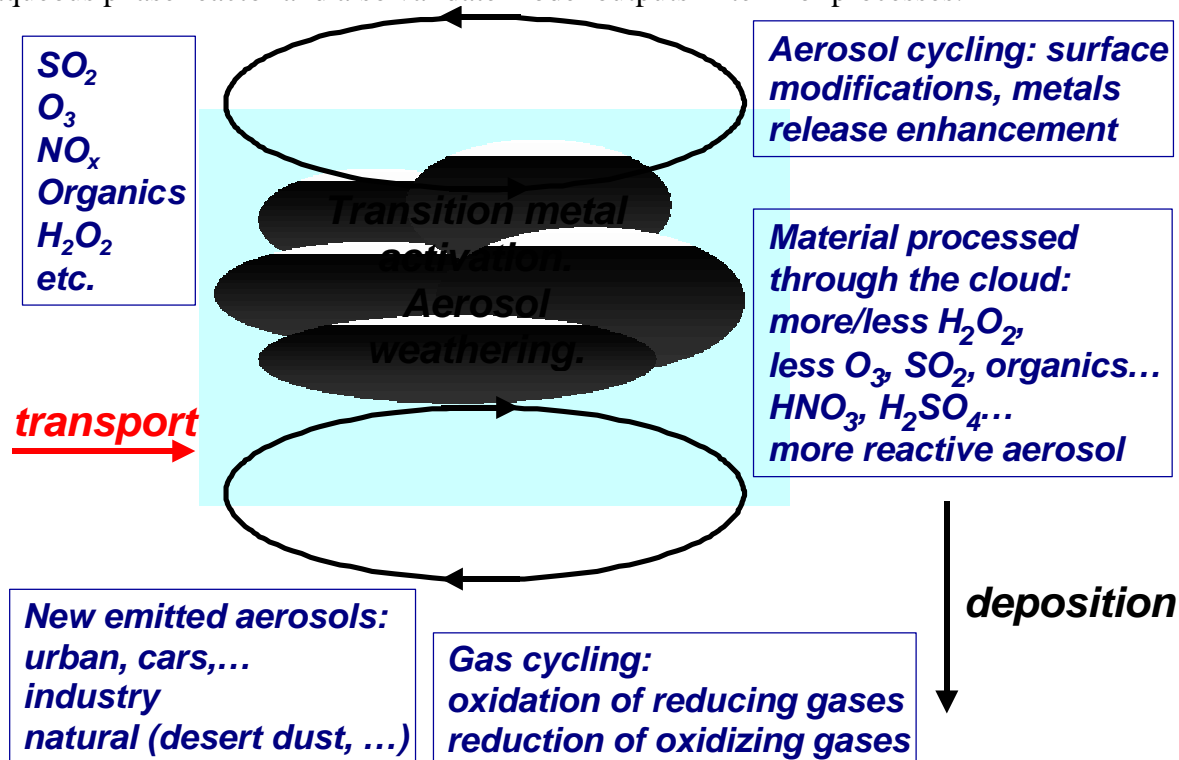 SO2
O3
NOx
Organics
H2O2
etc.
Aerosol cycling: surface
modifications, metals
release enhancement
Transition metal
activation.
Aerosol
weathering.
Material processed
through the cloud:
more/less H2O2,
less O3, SO2, organics…
HNO3, H2SO4…
more reactive aerosol
transport
deposition
New emitted aerosols:
urban, cars,…
industry
natural (desert dust, …)
Gas cycling:
oxidation of reducing gases
reduction of oxidizing gases